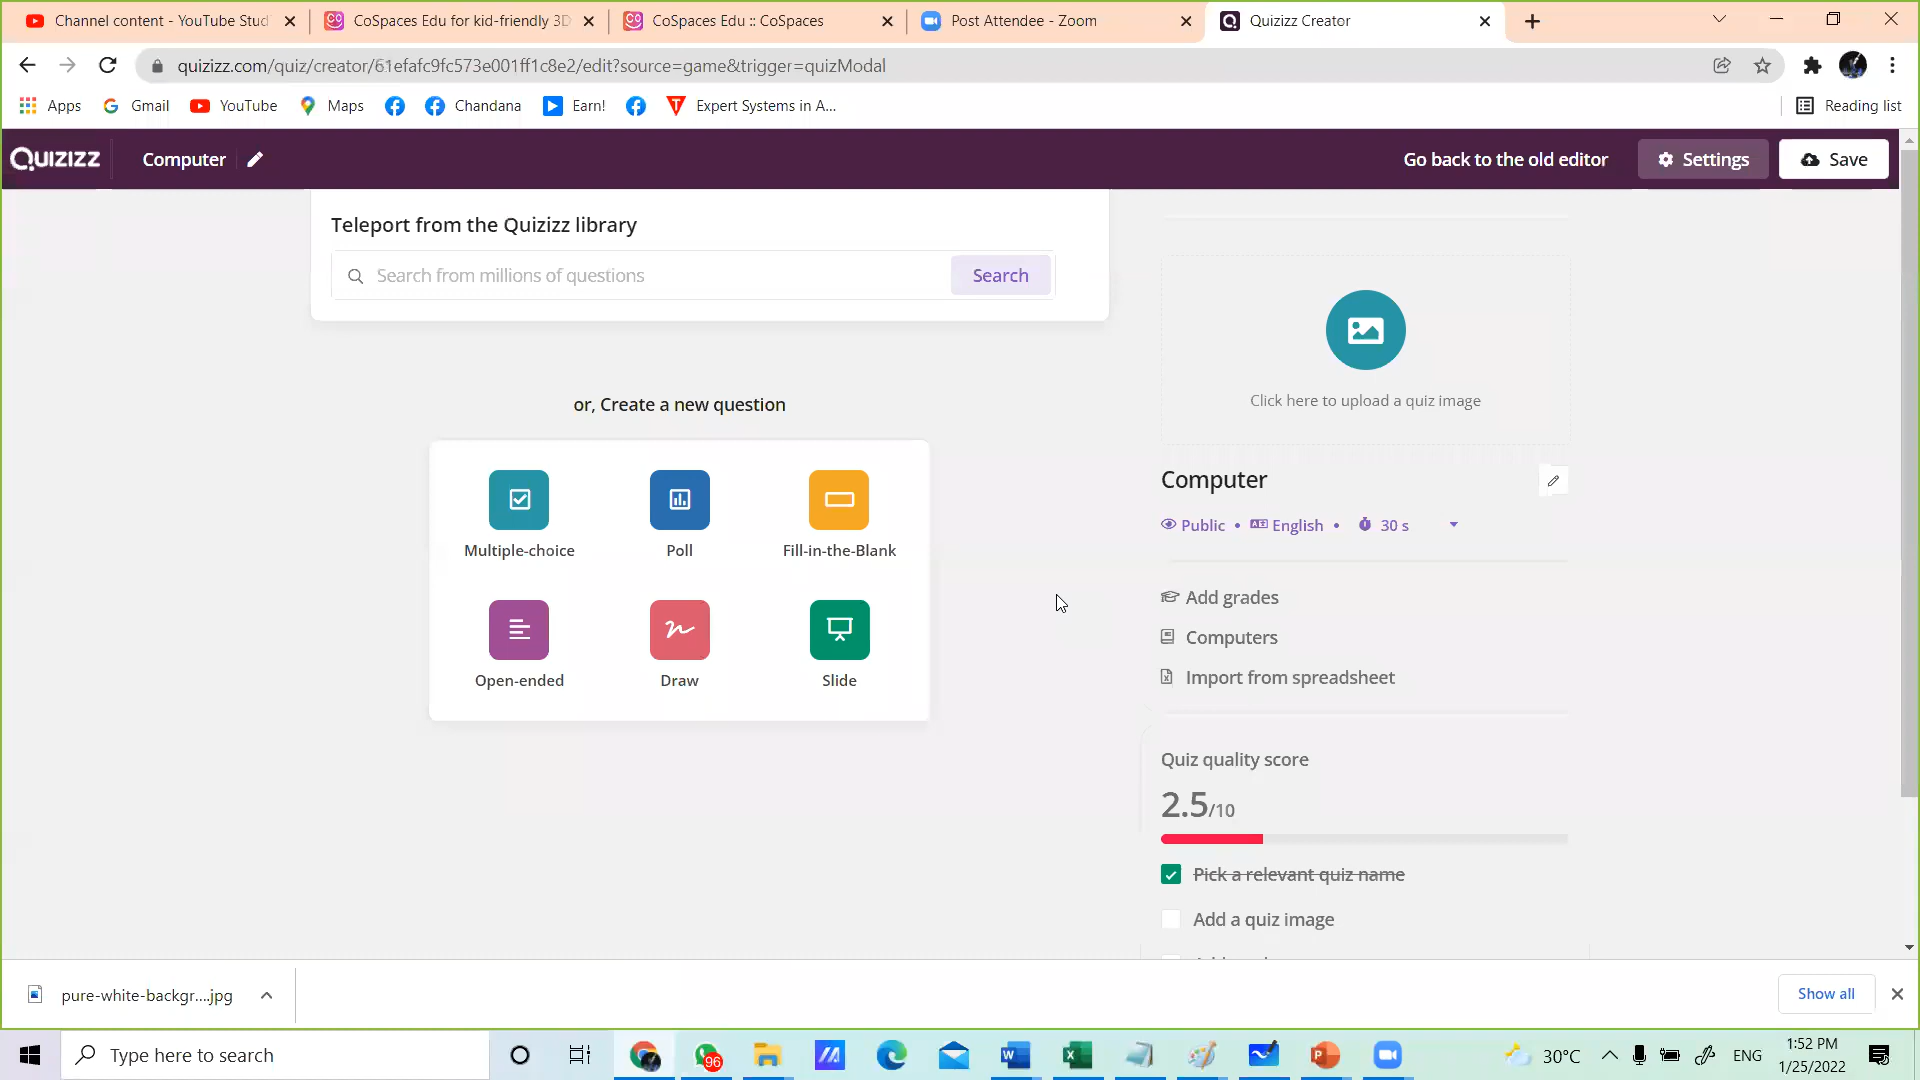 Channel content - YouTube Stud
CoSpaces Edu for kid-friendly 3D
CoSpaces Edu :: CoSpaces
Post Attendee - Zoom
Quizizz Creator
quizizz.com/quiz/creator/61efafc9fc573e001ff1c8e2/edit?source=game&trigger=quizModal
Apps
Gmail
YouTube
Maps
Chandana
Earn!
Expert Systems in A...
Reading list
QUIZIZZ
Computer
Go back to the old editor
Settings
Save
Teleport from the Quizizz library
Search from millions of questions
Search
or, Create a new question
Multiple-choice
Poll
Fill-in-the-Blank
Open-ended
Draw
Slide
Click here to upload a quiz image
Computer
Public • English • 30 s
Add grades
Computers
Import from spreadsheet
Quiz quality score
2.5/10
Pick a relevant quiz name
Add a quiz image
pure-white-backgr....jpg
Show all
Type here to search
96
30°C
ENG
1:52 PM
1/25/2022